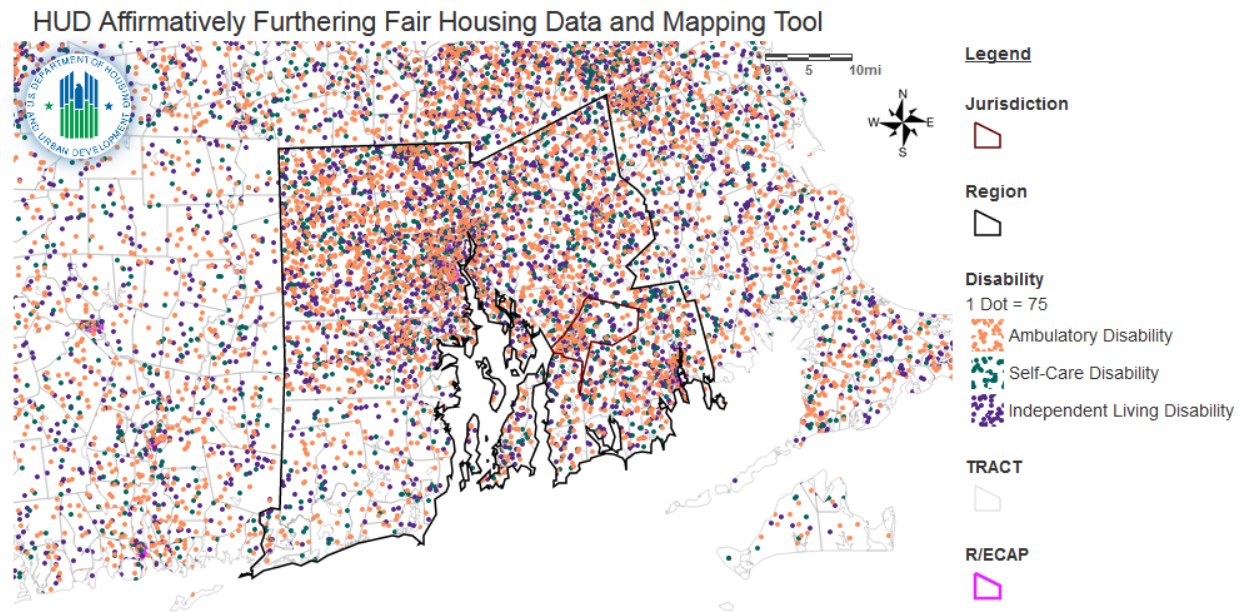 HUD Affirmatively Furthering Fair Housing Data and Mapping Tool
U.S. DEPARTMENT OF HOUSING
AND URBAN DEVELOPMENT
0 5 10mi
N
W E
S
Legend
Jurisdiction
Region
Disability
1 Dot = 75
Ambulatory Disability
Self-Care Disability
Independent Living Disability
TRACT
R/ECAP